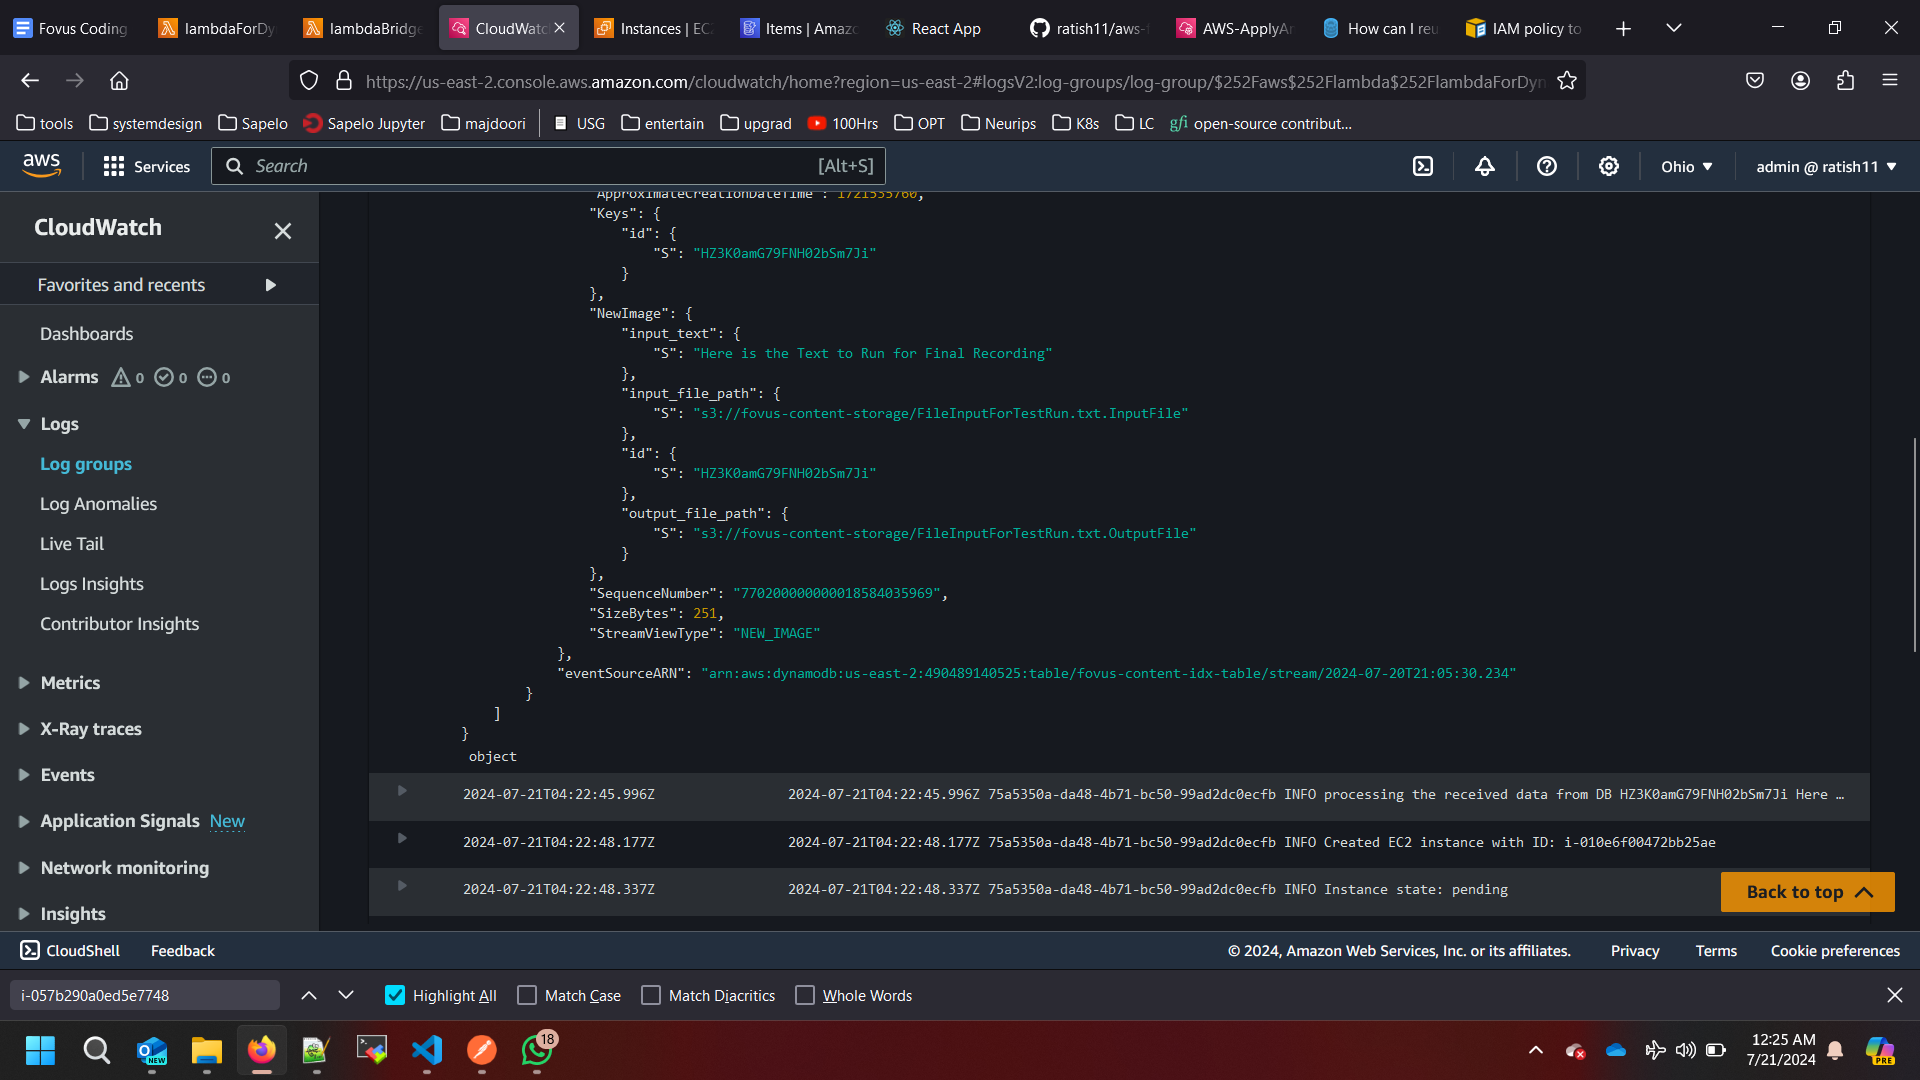 Fovus Coding
lambdaForDy
lambdaBridge
CloudWatc
Instances | EC2
Items | Amazo
React App
ratish11/aws-f
AWS-ApplyAn
How can I reu
IAM policy to
https://us-east-2.console.aws.amazon.com/cloudwatch/home?region=us-east-2#logsV2:log-groups/log-group/$252Faws$252Flambda$252FlambdaForDyn
tools
systemdesign
Sapelo
Sapelo Jupyter
majdoori
USG
entertain
upgrad
100Hrs
OPT
Neurips
K8s
LC
gfi open-source contribut...
aws
Services
Search
[Alt+S]
Ohio
admin @ ratish11
CloudWatch
Favorites and recents
Dashboards
Alarms 0 0 0
Logs
Log groups
Log Anomalies
Live Tail
Logs Insights
Contributor Insights
Metrics
X-Ray traces
Events
Application Signals New
Network monitoring
Insights
"ApproximateCreationDateTime": 1721535760,
"Keys": {
"id": {
"S": "HZ3K0amG79FNH02bSm7Ji"
}
},
"NewImage": {
"input_text": {
"S": "Here is the Text to Run for Final Recording"
},
"input_file_path": {
"S": "s3://fovus-content-storage/FileInputForTestRun.txt.InputFile"
},
"id": {
"S": "HZ3K0amG79FNH02bSm7Ji"
},
"output_file_path": {
"S": "s3://fovus-content-storage/FileInputForTestRun.txt.OutputFile"
}
},
"SequenceNumber": "770200000000018584035969",
"SizeBytes": 251,
"StreamViewType": "NEW_IMAGE"
},
"eventSourceARN": "arn:aws:dynamodb:us-east-2:490489140525:table/fovus-content-idx-table/stream/2024-07-20T21:05:30.234"
}
]
}
object
2024-07-21T04:22:45.996Z 2024-07-21T04:22:45.996Z 75a5350a-da48-4b71-bc50-99ad2dc0ecfb INFO processing the received data from DB HZ3K0amG79FNH02bSm7Ji Here …
2024-07-21T04:22:48.177Z 2024-07-21T04:22:48.177Z 75a5350a-da48-4b71-bc50-99ad2dc0ecfb INFO Created EC2 instance with ID: i-010e6f00472bb25ae
2024-07-21T04:22:48.337Z 2024-07-21T04:22:48.337Z 75a5350a-da48-4b71-bc50-99ad2dc0ecfb INFO Instance state: pending
Back to top
CloudShell
Feedback
© 2024, Amazon Web Services, Inc. or its affiliates.
Privacy
Terms
Cookie preferences
i-057b290a0ed5e7748
Highlight All
Match Case
Match Diacritics
Whole Words
NEW
18
12:25 AM
7/21/2024
PRE